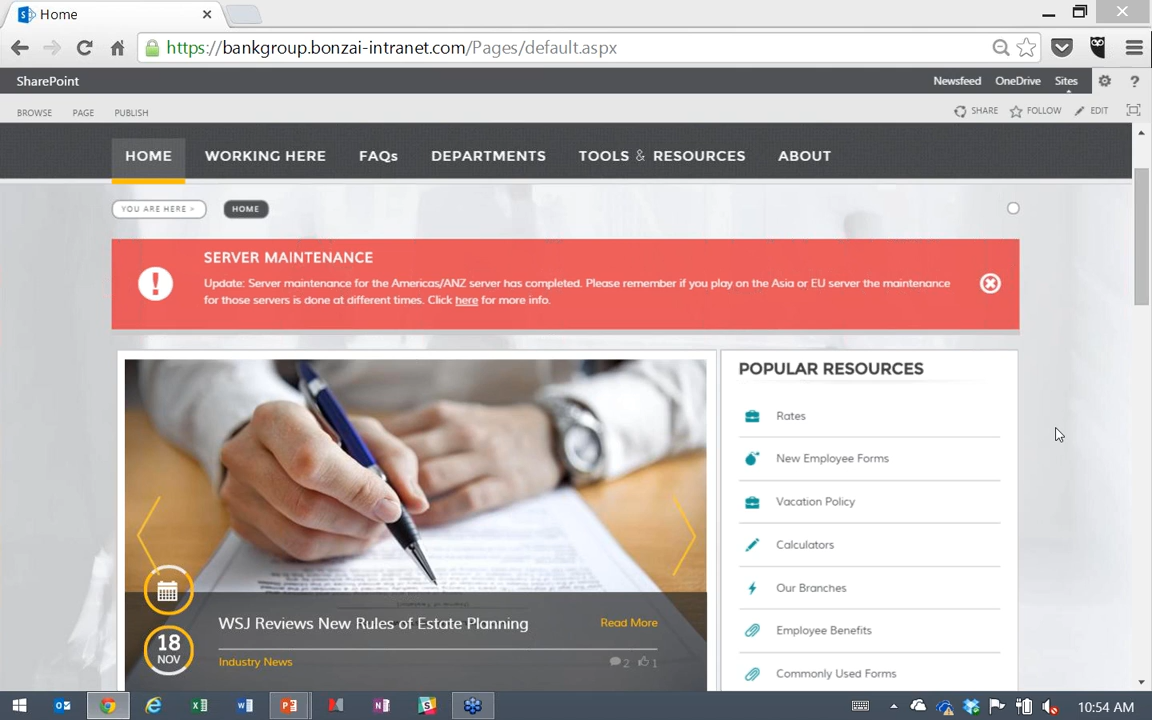 Home
https://bankgroup.bonzai-intranet.com/Pages/default.aspx
SharePoint
Newsfeed OneDrive Sites ?
BROWSE PAGE PUBLISH
SHARE FOLLOW EDIT
HOME WORKING HERE FAQs DEPARTMENTS TOOLS & RESOURCES ABOUT
YOU ARE HERE > HOME
SERVER MAINTENANCE
Update: Server maintenance for the Americas/ANZ server has completed. Please remember if you play on the Asia or EU server the maintenance
for those servers is done at different times. Click here for more info.
POPULAR RESOURCES
Rates
New Employee Forms
Vacation Policy
Calculators
Our Branches
Employee Benefits
Commonly Used Forms
18
NOV
WSJ Reviews New Rules of Estate Planning
Read More
Industry News
2 1
10:54 AM